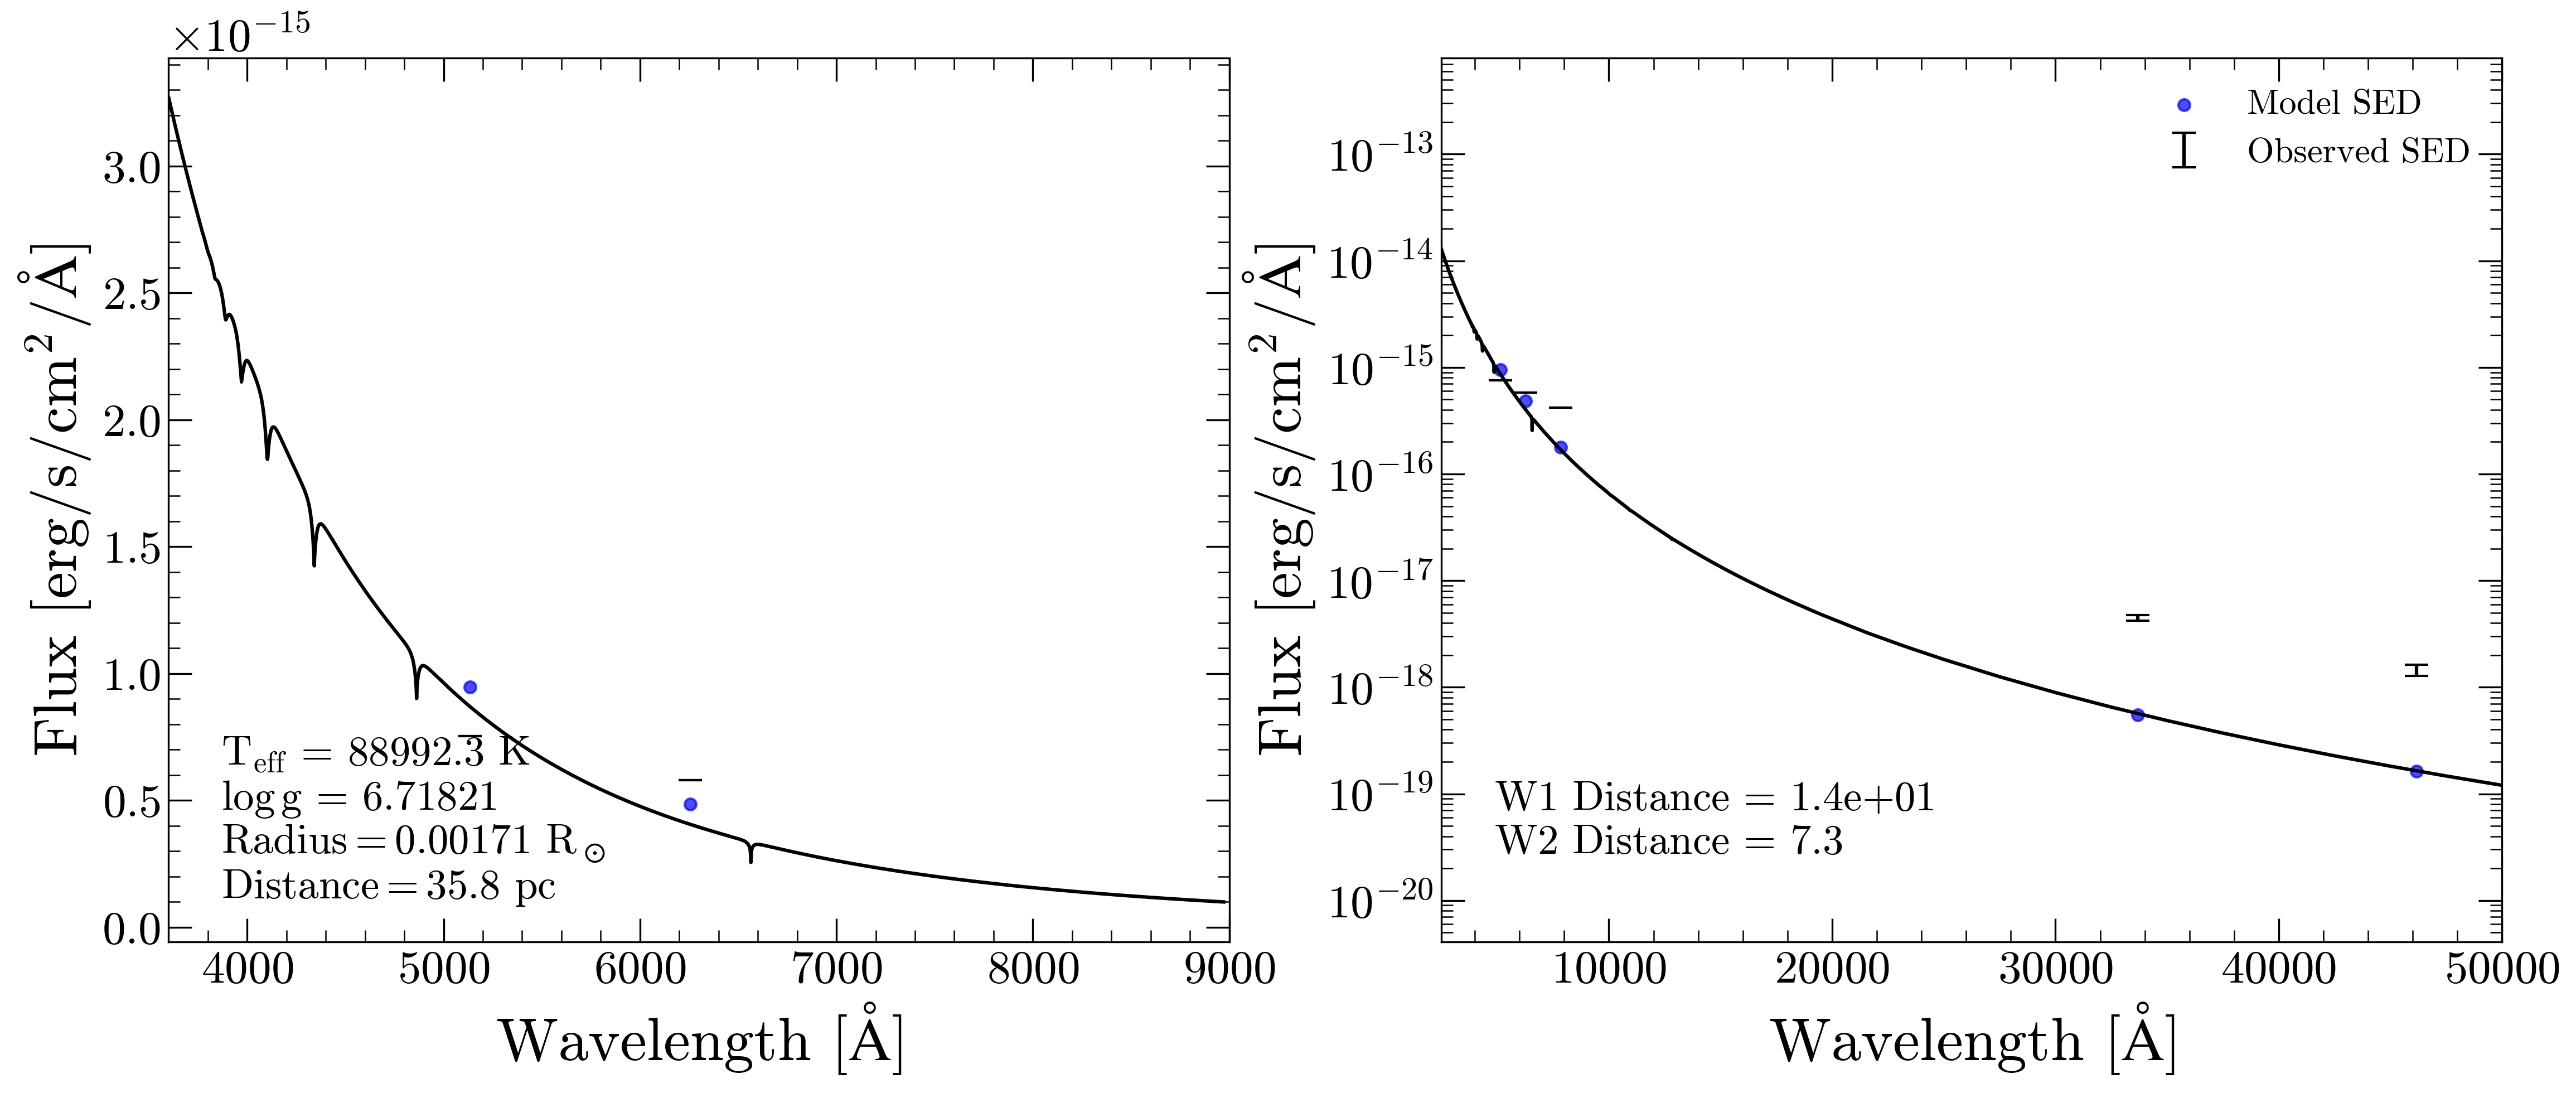 ×10⁻¹⁵
Flux [erg/s/cm²/Å]
3.0
2.5
2.0
1.5
1.0
0.5
0.0
T_eff = 88992.3 K
log g = 6.71821
Radius = 0.00171 R_⊙
Distance = 35.8 pc
4000 5000 6000 7000 8000 9000
Wavelength [Å]
Flux [erg/s/cm²/Å]
10⁻¹³
10⁻¹⁴
10⁻¹⁵
10⁻¹⁶
10⁻¹⁷
10⁻¹⁸
10⁻¹⁹
10⁻²⁰
Model SED
Observed SED
W1 Distance = 1.4e+01
W2 Distance = 7.3
10000 20000 30000 40000 50000
Wavelength [Å]